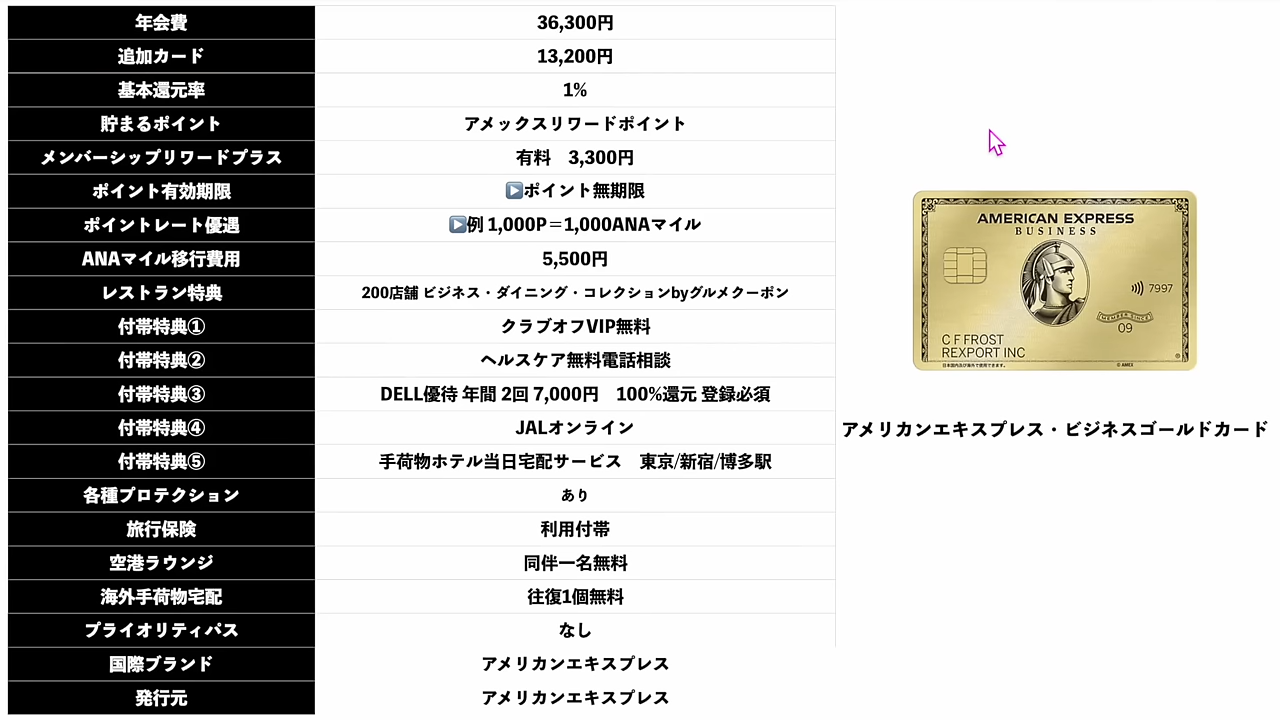 年会費 36,300円
追加カード 13,200円
基本還元率 1%
貯まるポイント アメックスリワードポイント
メンバーシップリワードプラス 有料　3,300円
ポイント有効期限 ▶ポイント無期限
ポイントレート優遇 ▶例 1,000P＝1,000ANAマイル
ANAマイル移行費用 5,500円
レストラン特典 200店舗 ビジネス・ダイニング・コレクションbyグルメクーポン
付帯特典① クラブオフVIP無料
付帯特典② ヘルスケア無料電話相談
付帯特典③ DELL優待 年間 2回 7,000円　100%還元 登録必須
付帯特典④ JALオンライン
付帯特典⑤ 手荷物ホテル当日宅配サービス　東京/新宿/博多駅
各種プロテクション あり
旅行保険 利用付帯
空港ラウンジ 同伴一名無料
海外手荷物宅配 往復1個無料
プライオリティパス なし
国際ブランド アメリカンエキスプレス
発行元 アメリカンエキスプレス
AMERICAN EXPRESS
BUSINESS
7997
MEMBER SINCE
09
C F FROST
REXPORT INC
日本国内及び海外で使用できます。
© AMEX
アメリカンエキスプレス・ビジネスゴールドカード